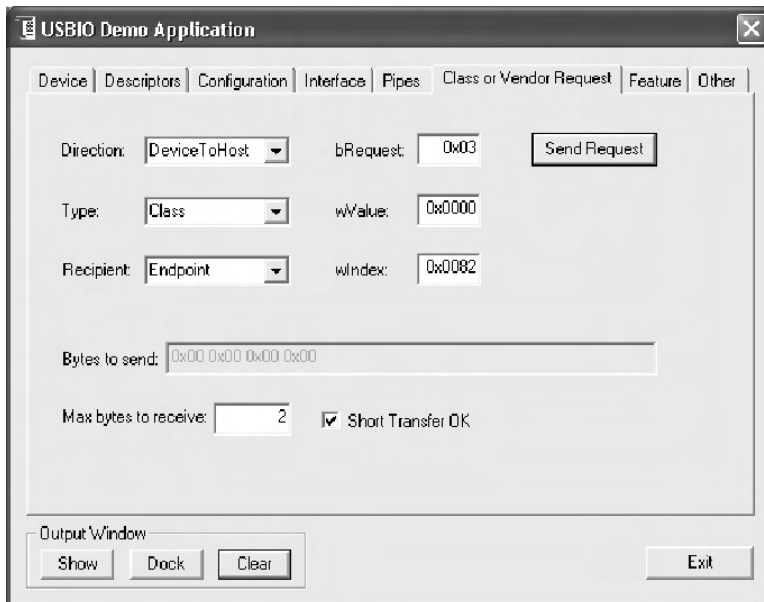 USBIO Demo Application
Device Descriptors Configuration Interface Pipes Class or Vendor Request Feature Other
Direction: DeviceToHost bRequest: 0x03 Send Request
Type: Class wValue: 0x0000
Recipient: Endpoint wIndex: 0x0082
Bytes to send: 0x00 0x00 0x00 0x00
Max bytes to receive: 2 Short Transfer OK
Output Window
Show Dock Clear Exit